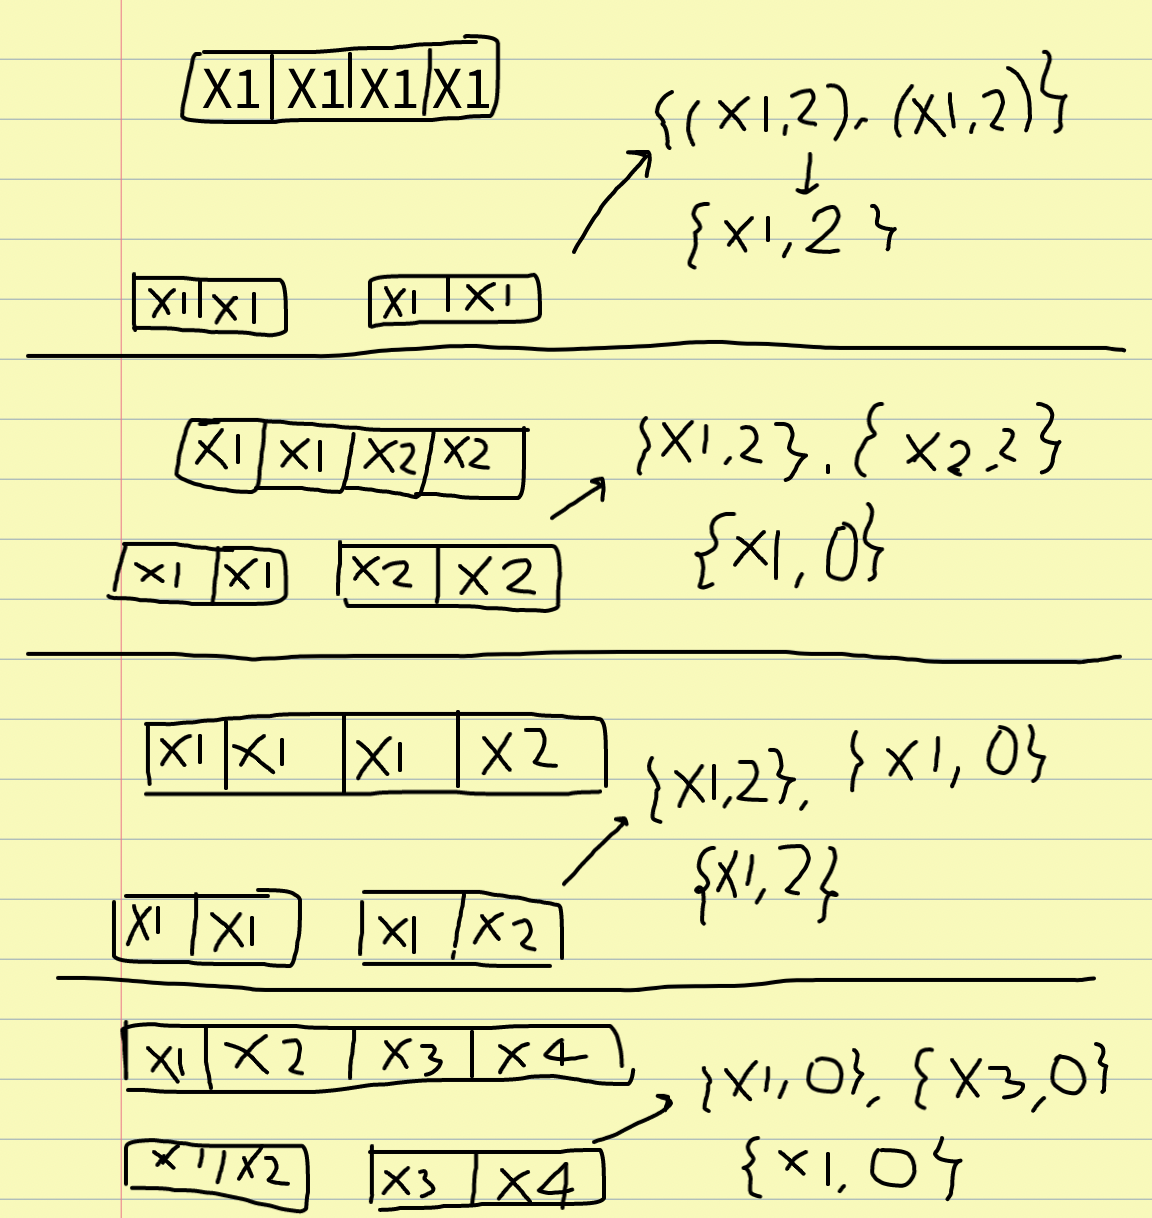 X1 X1 X1 X1
{(X1,2), (X1,2)}
{X1,2}
X1 X1 X1 X1
X1 X1 X2 X2
}X1,2}, {X2,2}
{X1,0}
X1 X1 X2 X2
X1 X1 X1 X2
{X1,2}, }X1,0}
{X1,2}
X1 X1 X1 X2
X1 X2 X3 X4
}X1,0}, {X3,0}
{X1,0}
X1 X2 X3 X4